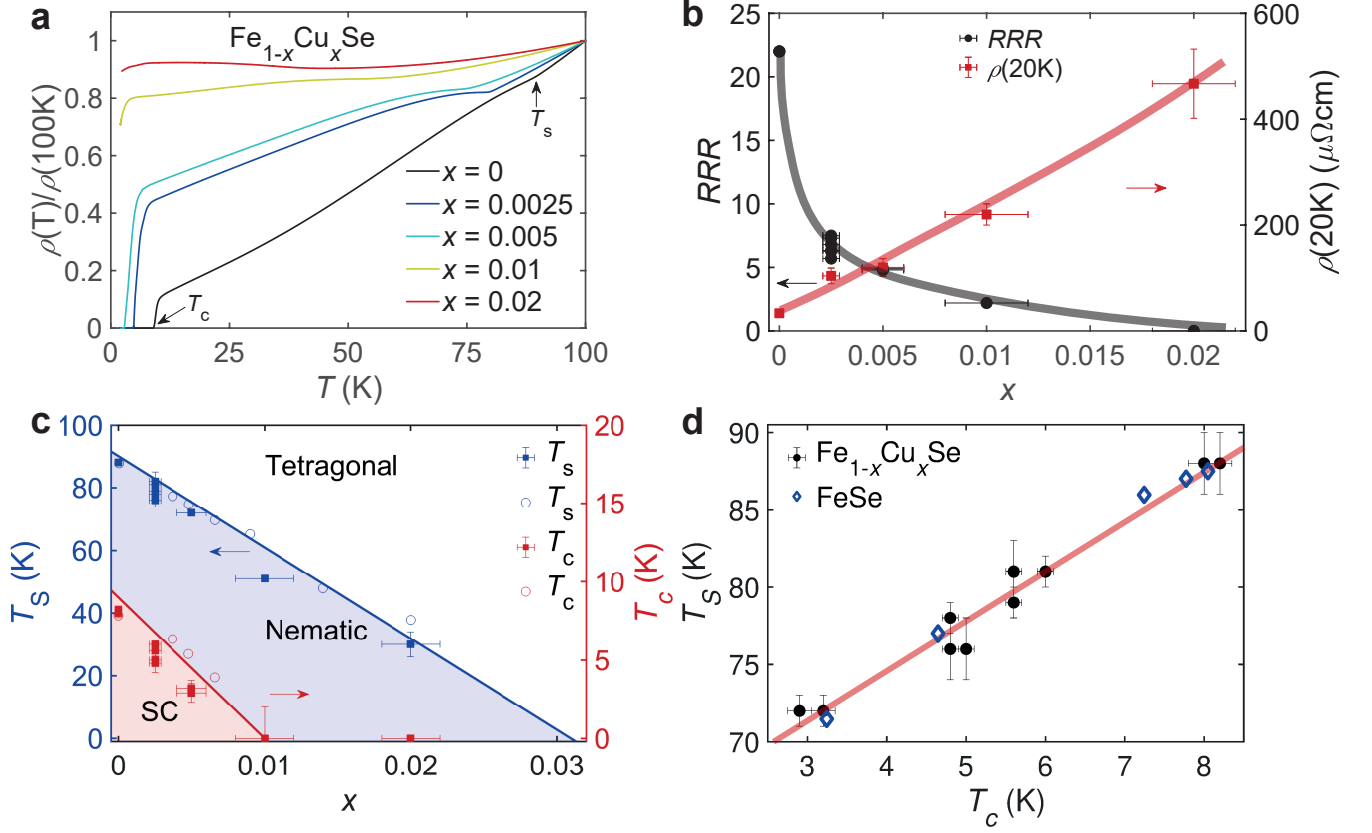 a
Fe1-xCuxSe
ρ(T)/ρ(100K)
1
0.8
0.6
0.4
0.2
0
Ts
Tc
x = 0
x = 0.0025
x = 0.005
x = 0.01
x = 0.02
0 25 50 75 100
T (K)
b
RRR
25
20
15
10
5
0
RRR
ρ(20K)
600
400
200
0
ρ(20K) (μΩcm)
0 0.005 0.01 0.015 0.02
x
c
TS (K)
100
80
60
40
20
0
Tetragonal
Nematic
SC
Ts
Ts
Tc
Tc
20
15
10
5
0
Tc (K)
0 0.01 0.02 0.03
x
d
TS (K)
90
85
80
75
70
Fe1-xCuxSe
FeSe
3 4 5 6 7 8
Tc (K)